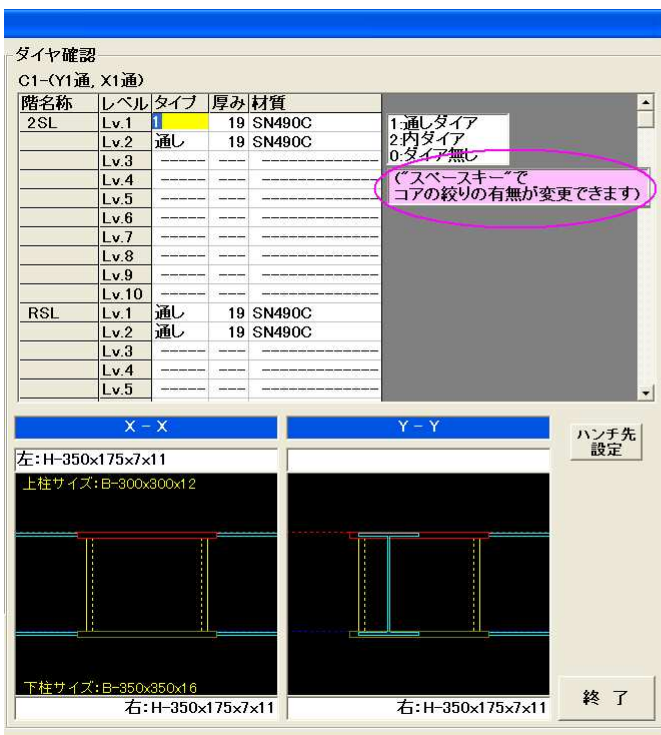 ダイヤ確認
C1-(Y1通, X1通)
階名称 レベル タイプ 厚み 材質
2SL Lv.1 1 19 SN490C
Lv.2 通し 19 SN490C
Lv.3 ----- --- -------------
Lv.4 ----- --- -------------
Lv.5 ----- --- -------------
Lv.6 ----- --- -------------
Lv.7 ----- --- -------------
Lv.8 ----- --- -------------
Lv.9 ----- --- -------------
Lv.10 ----- --- -------------
RSL Lv.1 通し 19 SN490C
Lv.2 通し 19 SN490C
Lv.3 ----- --- -------------
Lv.4 ----- --- -------------
Lv.5 ----- --- -------------
1:通しダイア
2:内ダイア
0:ダイア無し
("スペースキー"で
コアの絞りの有無が変更できます)
X-X
左:H-350x175x7x11
上柱サイズ:B-300x300x12
下柱サイズ:B-350x350x16
右:H-350x175x7x11
Y-Y
右:H-350x175x7x11
ハンチ先
設定
終 了